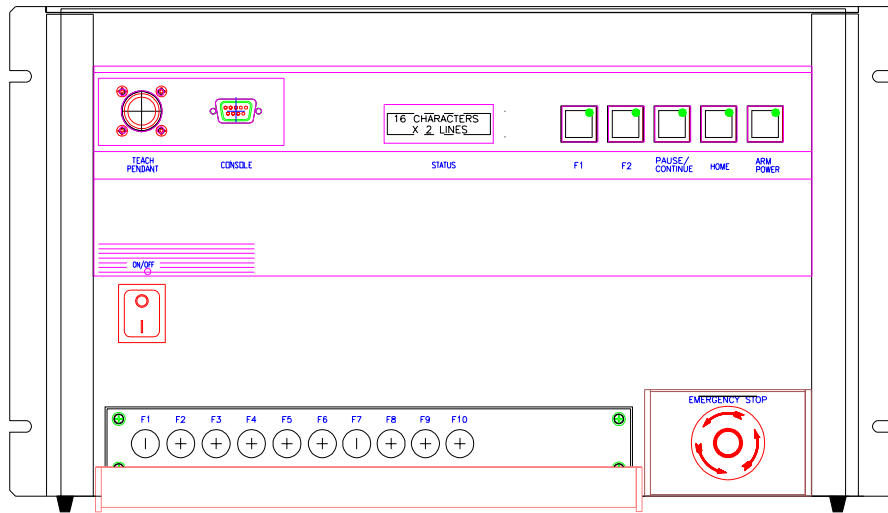 16 CHARACTERS
X 2 LINES
TEACH
PENDANT
CONSOLE
STATUS
F1
F2
PAUSE/
CONTINUE
HOME
ARM
POWER
ON/OFF
EMERGENCY STOP
F1 F2 F3 F4 F5 F6 F7 F8 F9 F10